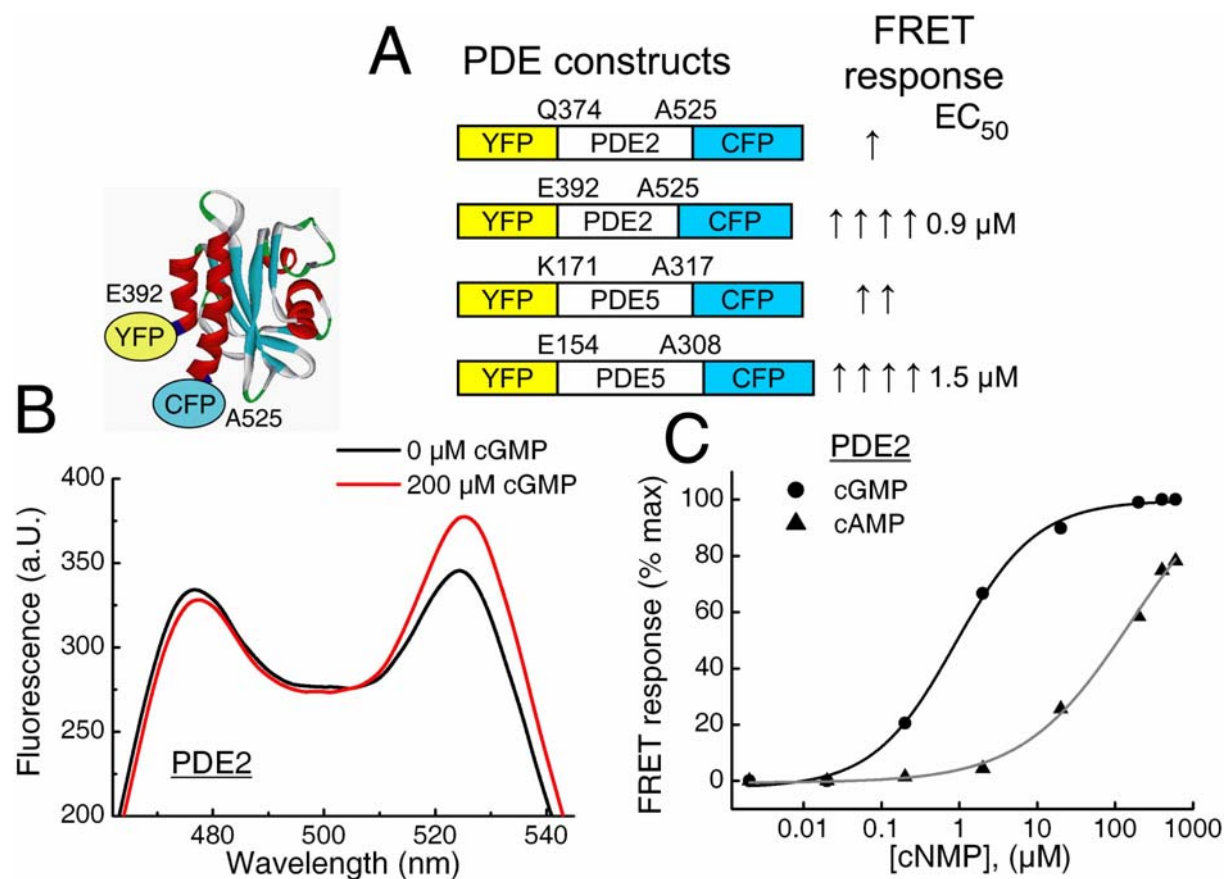 A
PDE constructs
FRET
response
EC50
Q374 A525
YFP PDE2 CFP
↑
E392 A525
YFP PDE2 CFP
↑↑↑↑ 0.9 µM
K171 A317
YFP PDE5 CFP
↑↑
E154 A308
YFP PDE5 CFP
↑↑↑↑ 1.5 µM
E392
YFP
CFP
A525
B
0 µM cGMP
200 µM cGMP
400
350
300
250
200
Fluorescence (a.U.)
PDE2
480 500 520 540
Wavelength (nm)
C
PDE2
cGMP
cAMP
100
80
60
40
20
0
FRET response (% max)
0.01 0.1 1 10 100 1000
[cNMP], (µM)